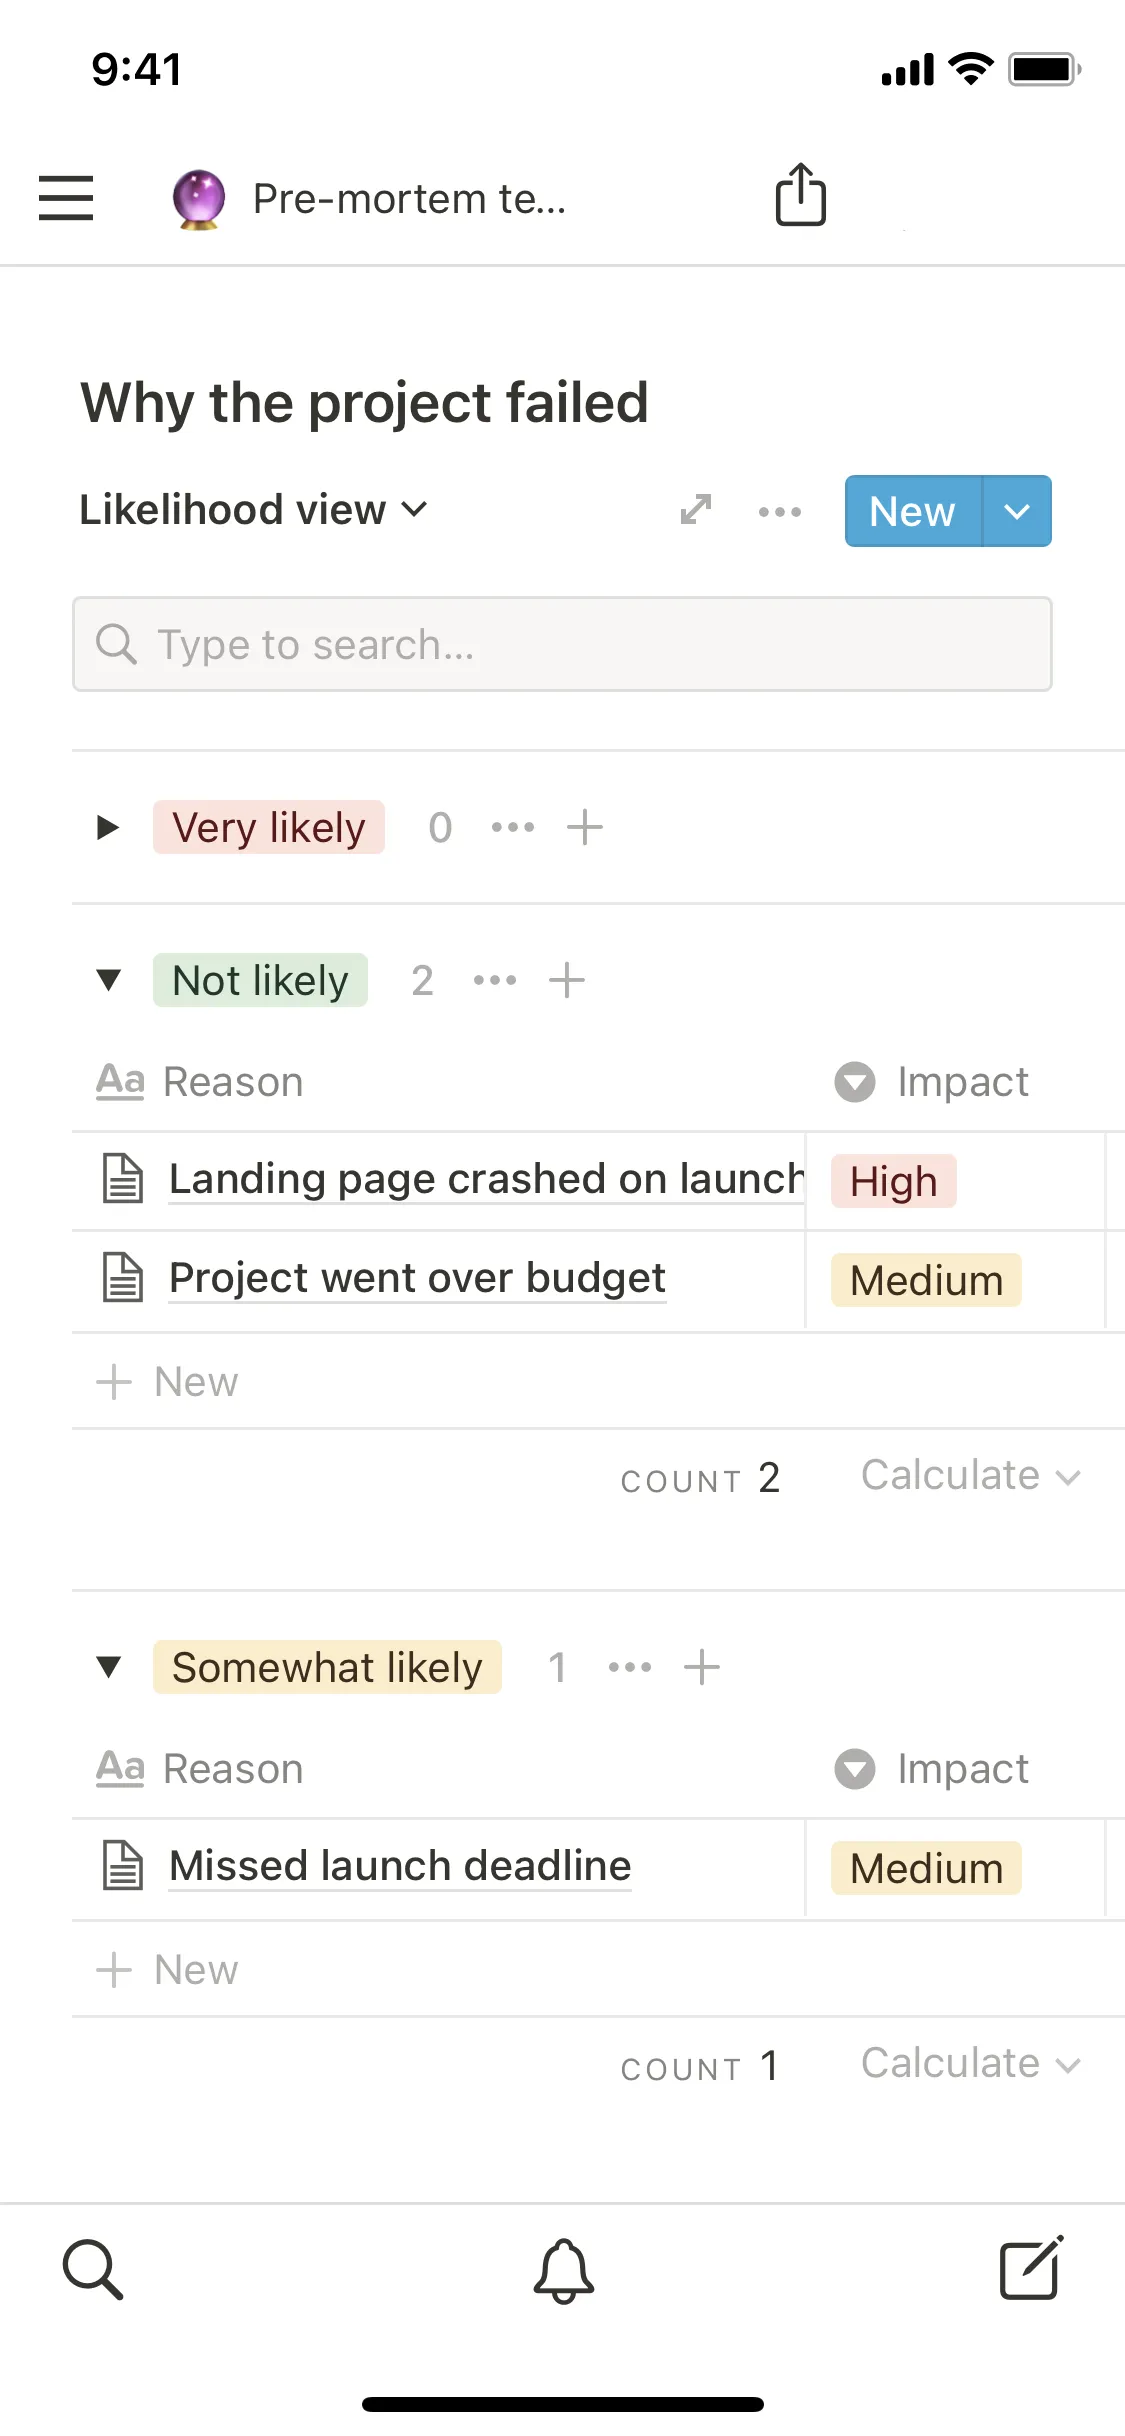 9:41
Pre-mortem te...
Why the project failed
Likelihood view
New
Type to search...
Very likely 0
Not likely 2
Aa Reason Impact
Landing page crashed on launch High
Project went over budget Medium
New
COUNT 2 Calculate
Somewhat likely 1
Aa Reason Impact
Missed launch deadline Medium
New
COUNT 1 Calculate